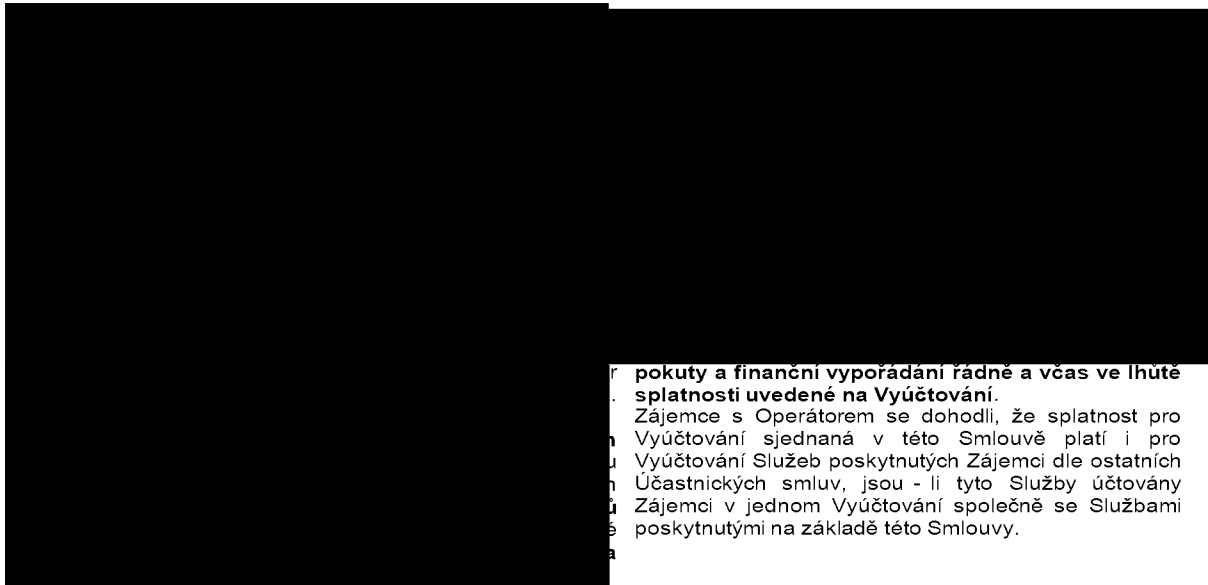 pokuty a finanční vypořádání řádně a včas ve lhůtě
splatnosti uvedené na Vyúčtování.
Zájemce s Operátorem se dohodli, že splatnost pro
Vyúčtování sjednaná v této Smlouvě platí i pro
Vyúčtování Služeb poskytnutých Zájemci dle ostatních
Účastnických smluv, jsou - li tyto Služby účtovány
Zájemci v jednom Vyúčtování společně se Službami
poskytnutými na základě této Smlouvy.